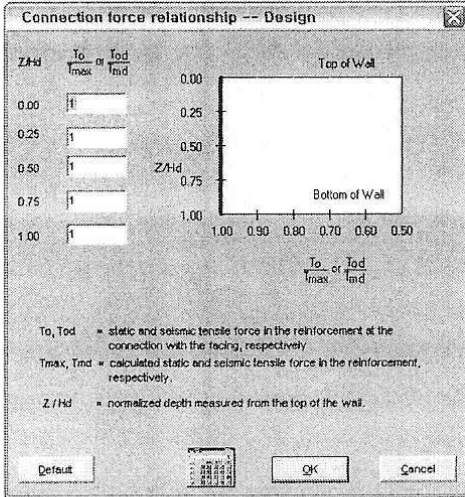 Connection force relationship -- Design
Z/Hd To/Tmax or Tod/Tmd
0.00 1
0.25 1
0.50 1
0.75 1
1.00 1
Top of Wall
0.00
0.25
0.50
Z/Hd
0.75
Bottom of Wall
1.00
1.00 0.90 0.80 0.70 0.60 0.50
To/Tmax or Tod/Tmd
To, Tod = static and seismic tensile force in the reinforcement at the
connection with the facing, respectively
Tmax, Tmd = calculated static and seismic tensile force in the reinforcement,
respectively.
Z / Hd = normalized depth measured from the top of the wall.
Default OK Cancel